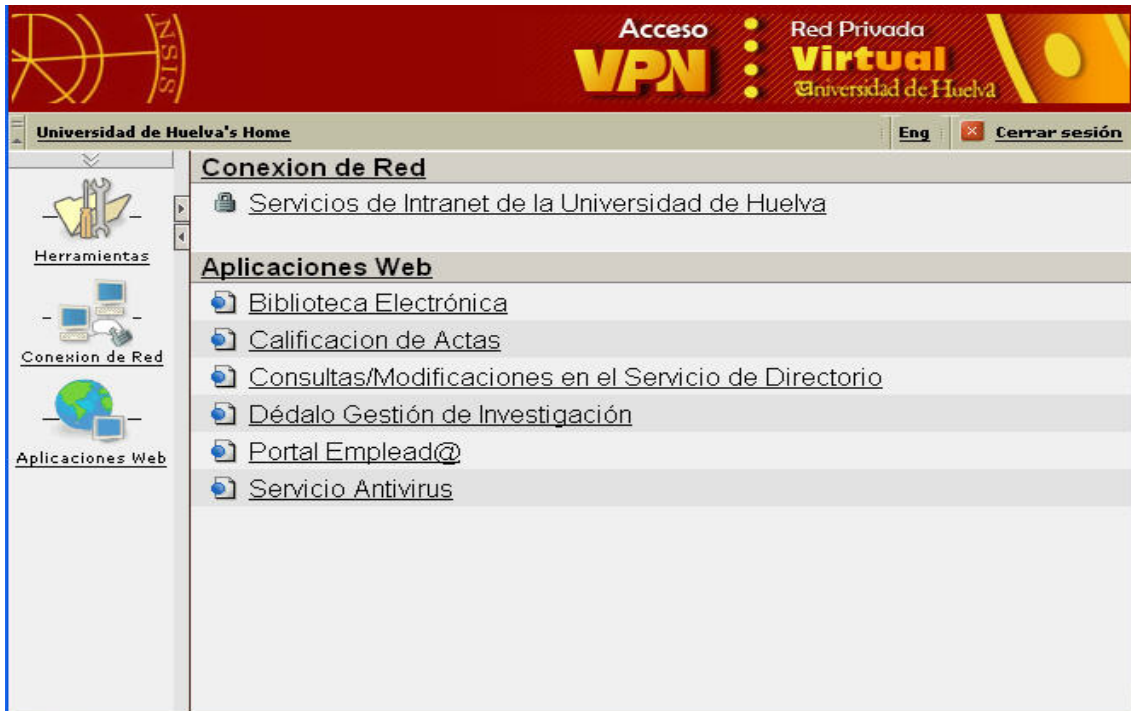 NSIS
Acceso
VPN
Red Privada
Virtual
Universidad de Huelva
Universidad de Huelva's Home
Eng
Cerrar sesión
Herramientas
Conexion de Red
Aplicaciones Web
Conexion de Red
Servicios de Intranet de la Universidad de Huelva
Aplicaciones Web
Biblioteca Electrónica
Calificacion de Actas
Consultas/Modificaciones en el Servicio de Directorio
Dédalo Gestión de Investigación
Portal Emplead@
Servicio Antivirus